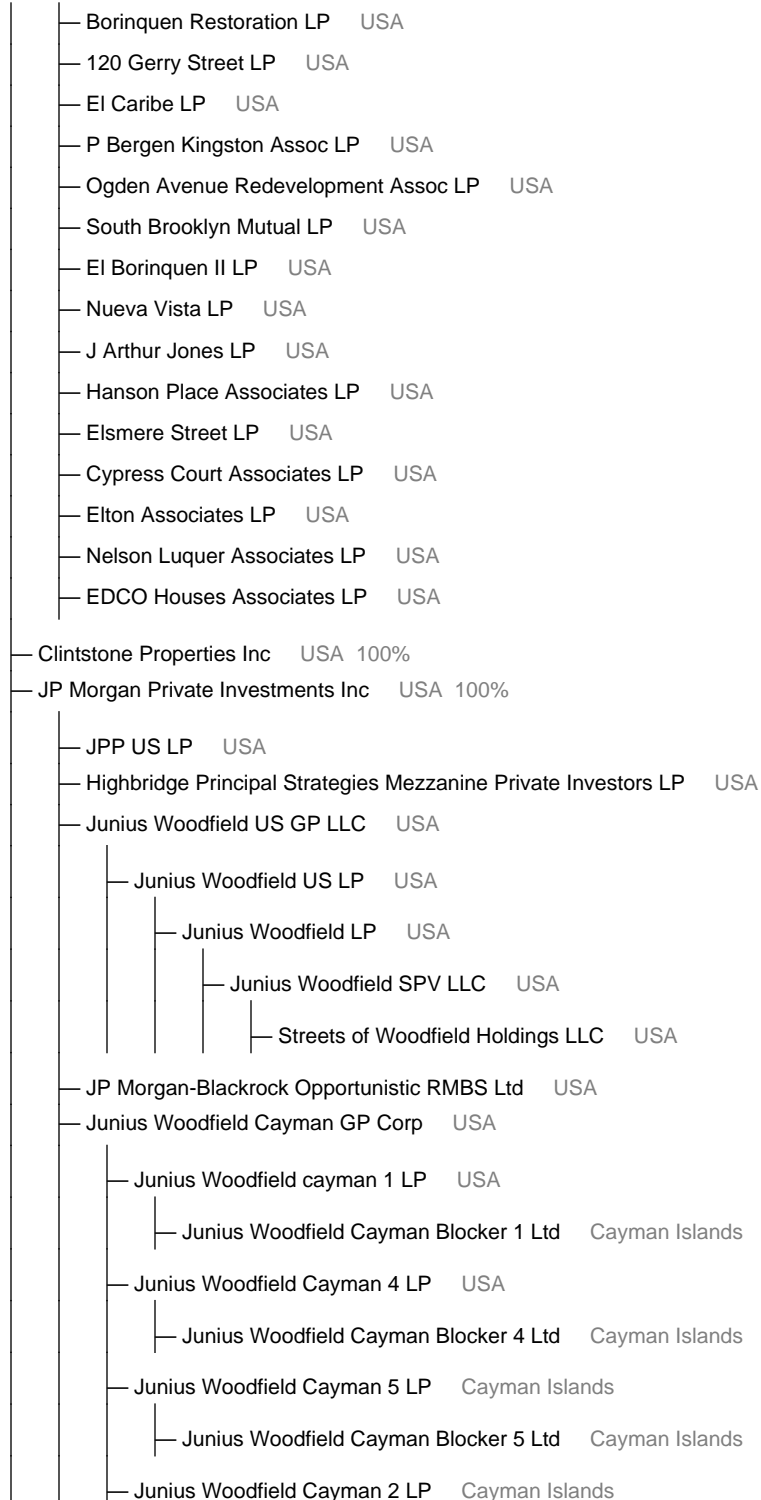 Borinquen Restoration LP USA
120 Gerry Street LP USA
El Caribe LP USA
P Bergen Kingston Assoc LP USA
Ogden Avenue Redevelopment Assoc LP USA
South Brooklyn Mutual LP USA
El Borinquen II LP USA
Nueva Vista LP USA
J Arthur Jones LP USA
Hanson Place Associates LP USA
Elsmere Street LP USA
Cypress Court Associates LP USA
Elton Associates LP USA
Nelson Luquer Associates LP USA
EDCO Houses Associates LP USA
Clintstone Properties Inc USA 100%
JP Morgan Private Investments Inc USA 100%
JPP US LP USA
Highbridge Principal Strategies Mezzanine Private Investors LP USA
Junius Woodfield US GP LLC USA
Junius Woodfield US LP USA
Junius Woodfield LP USA
Junius Woodfield SPV LLC USA
Streets of Woodfield Holdings LLC USA
JP Morgan-Blackrock Opportunistic RMBS Ltd USA
Junius Woodfield Cayman GP Corp USA
Junius Woodfield cayman 1 LP USA
Junius Woodfield Cayman Blocker 1 Ltd Cayman Islands
Junius Woodfield Cayman 4 LP USA
Junius Woodfield Cayman Blocker 4 Ltd Cayman Islands
Junius Woodfield Cayman 5 LP Cayman Islands
Junius Woodfield Cayman Blocker 5 Ltd Cayman Islands
Junius Woodfield Cayman 2 LP Cayman Islands